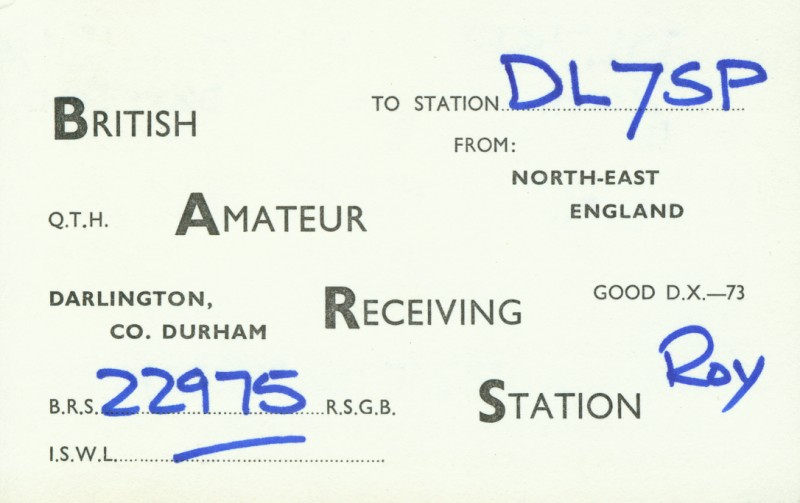 TO STATION DL7SP
BRITISH
FROM:
NORTH-EAST
ENGLAND
Q.T.H. AMATEUR
DARLINGTON,
CO. DURHAM
RECEIVING
GOOD D.X.—73
Roy
B.R.S. 22975 R.S.G.B.
STATION
I.S.W.L.